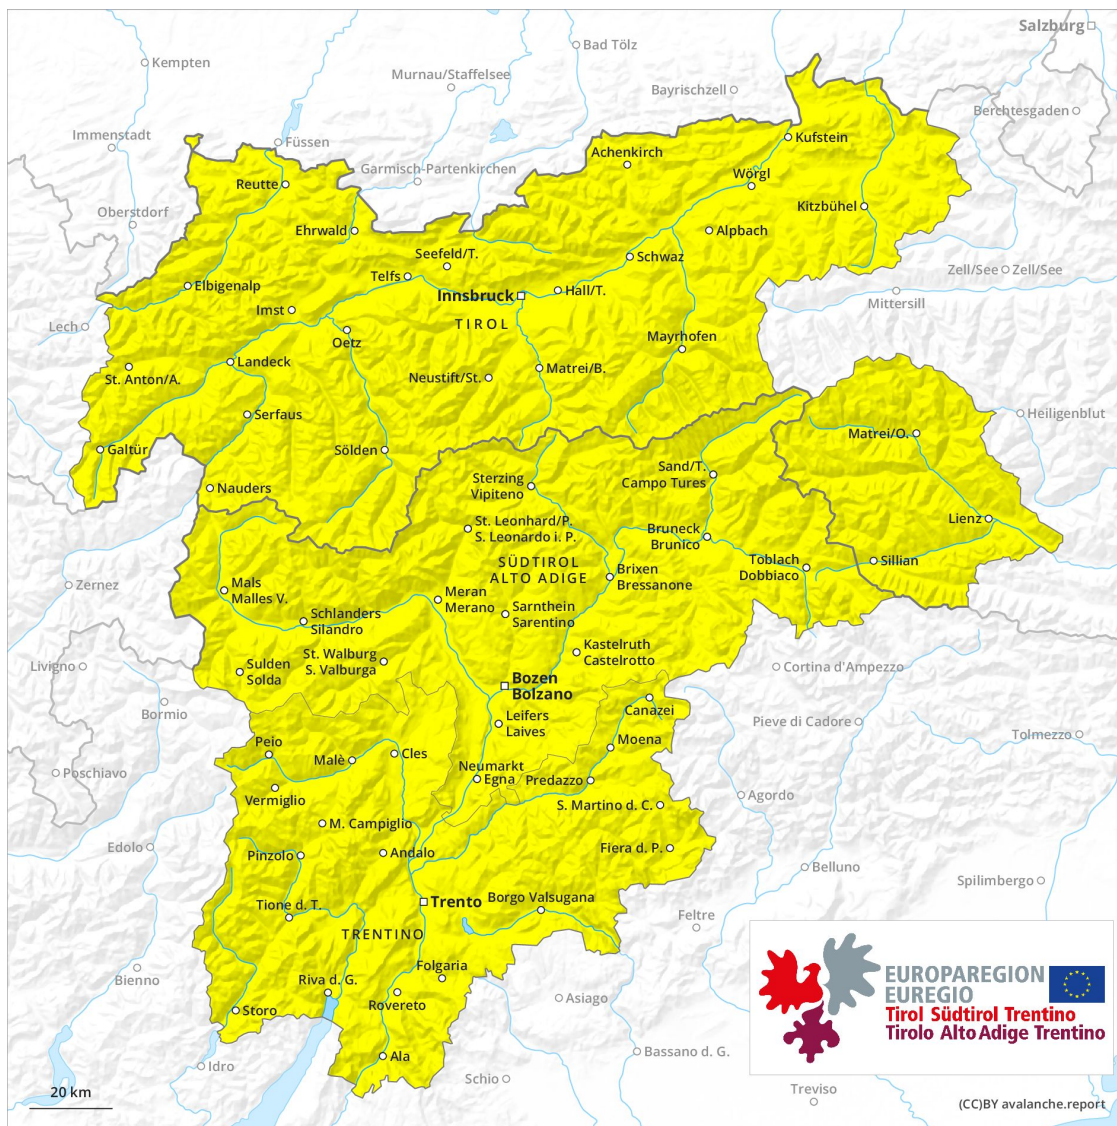 Salzburg
Bad Tölz
Kempten
Murnau/Staffelsee
Bayrischzell
Berchtesgaden
Immenstadt
Füssen
Kufstein
Achenkirch
Garmisch-Partenkirchen
Wörgl
Reutte
Oberstdorf
Kitzbühel
Ehrwald
Alpbach
Seefeld/T.
Schwaz
Telfs
Zell/See
Zell/See
Elbigenalp
Hall/T.
Innsbruck
Mittersill
Imst
TIROL
Lech
Oetz
Mayrhofen
Landeck
Matrei/B.
St. Anton/A.
Neustift/St.
Serfaus
Heiligenblut
Matrei/O.
Galtür
Sölden
Sand/T.
Campo Tures
Sterzing
Vipiteno
Nauders
Lienz
St. Leonhard/P.
S. Leonardo i. P.
Bruneck
Brunico
SÜDTIROL
ALTO ADIGE
Toblach
Dobbiaco
Sillian
Brixen
Bressanone
Zernez
Mals
Malles V.
Meran
Merano
Sarnthein
Sarentino
Schlanders
Silandro
Kastelruth
Castelrotto
St. Walburg
S. Valburga
Livigno
Sulden
Solda
Cortina d'Ampezzo
Bozen
Bolzano
Bormio
Canazei
Leifers
Laives
Pieve di Cadore
Tolmezzo
Peio
Moena
Malè
Cles
Poschiavo
Neumarkt
Egna
Predazzo
Vermiglio
Agordo
S. Martino d. C.
M. Campiglio
Edolo
Pinzolo
Andalo
Fiera d. P.
Belluno
Spilimbergo
Trento
Borgo Valsugana
Tione d. T.
Feltre
TRENTINO
Folgaria
Bienno
Riva d. G.
EUROPAREGION
EUREGIO
Tirol Südtirol Trentino
Tirolo Alto Adige Trentino
Asiago
Rovereto
Storo
Ala
Bassano d. G.
Idro
Schio
Treviso
20 km
(CC)BY avalanche.report